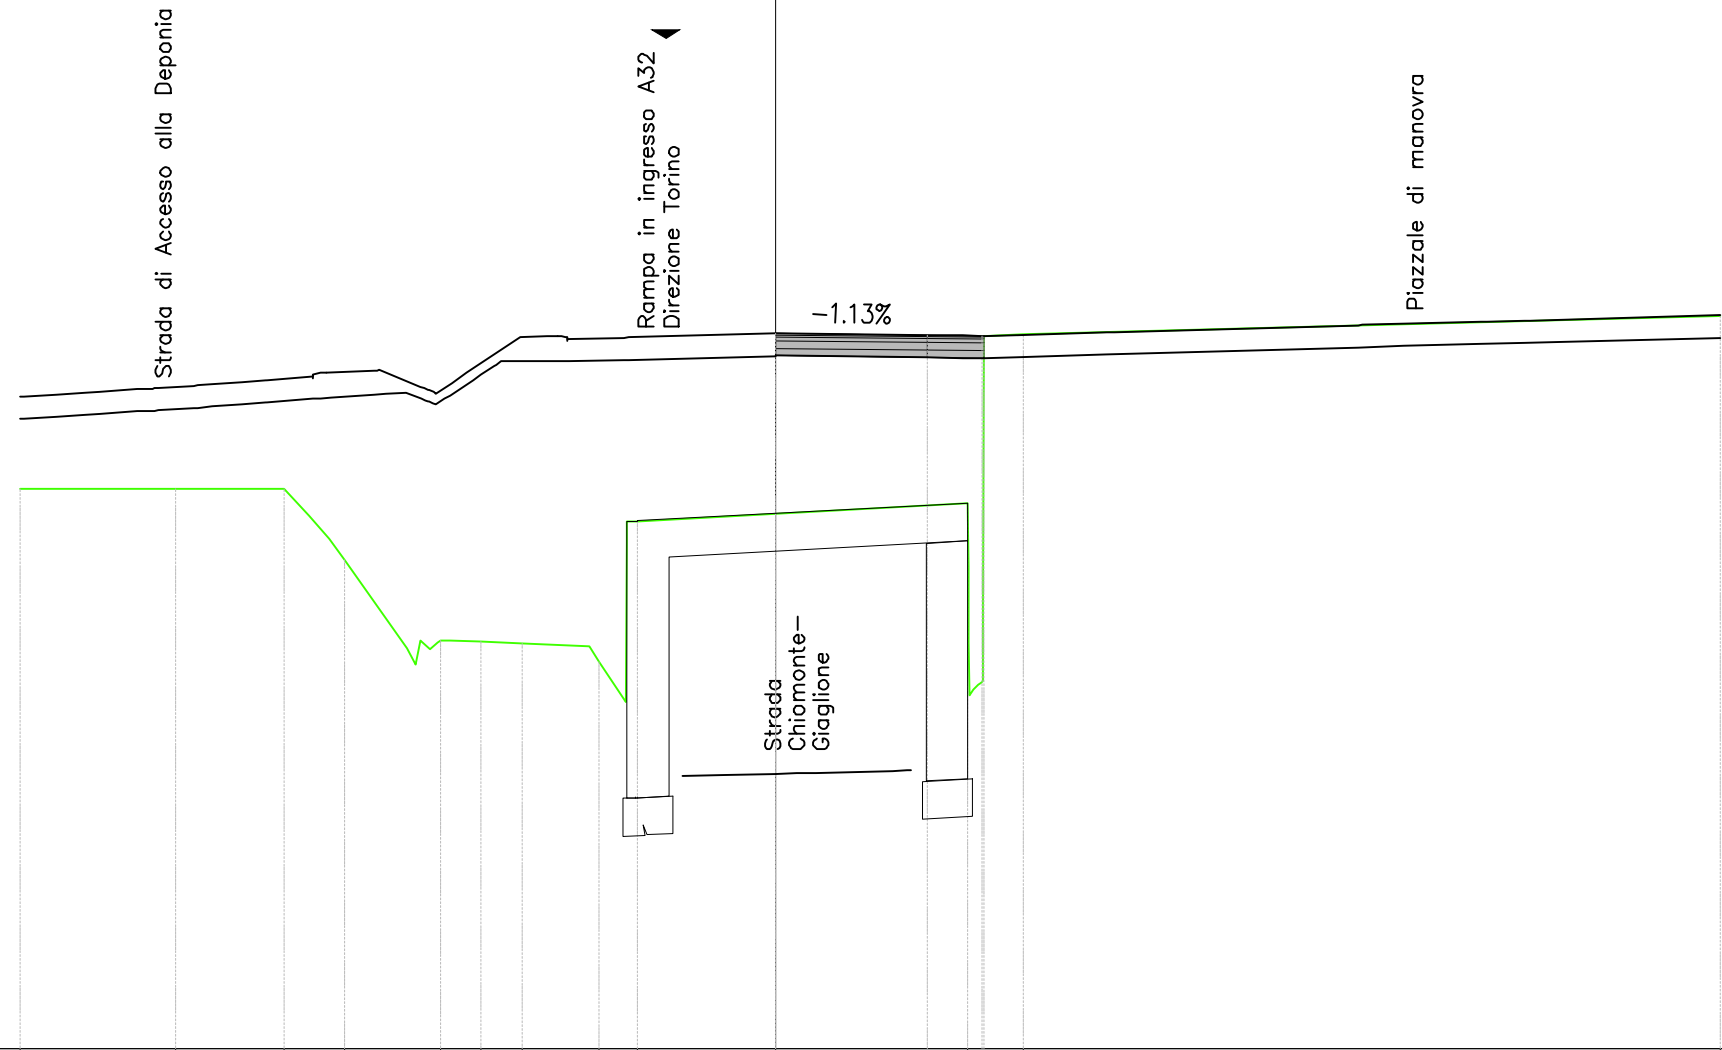 Strada di Accesso alla Deponia
Rampa in ingresso A32
Direzione Torino
-1.13%
Piazzale di manovra
Strada
Chiomonte-
Giaglione